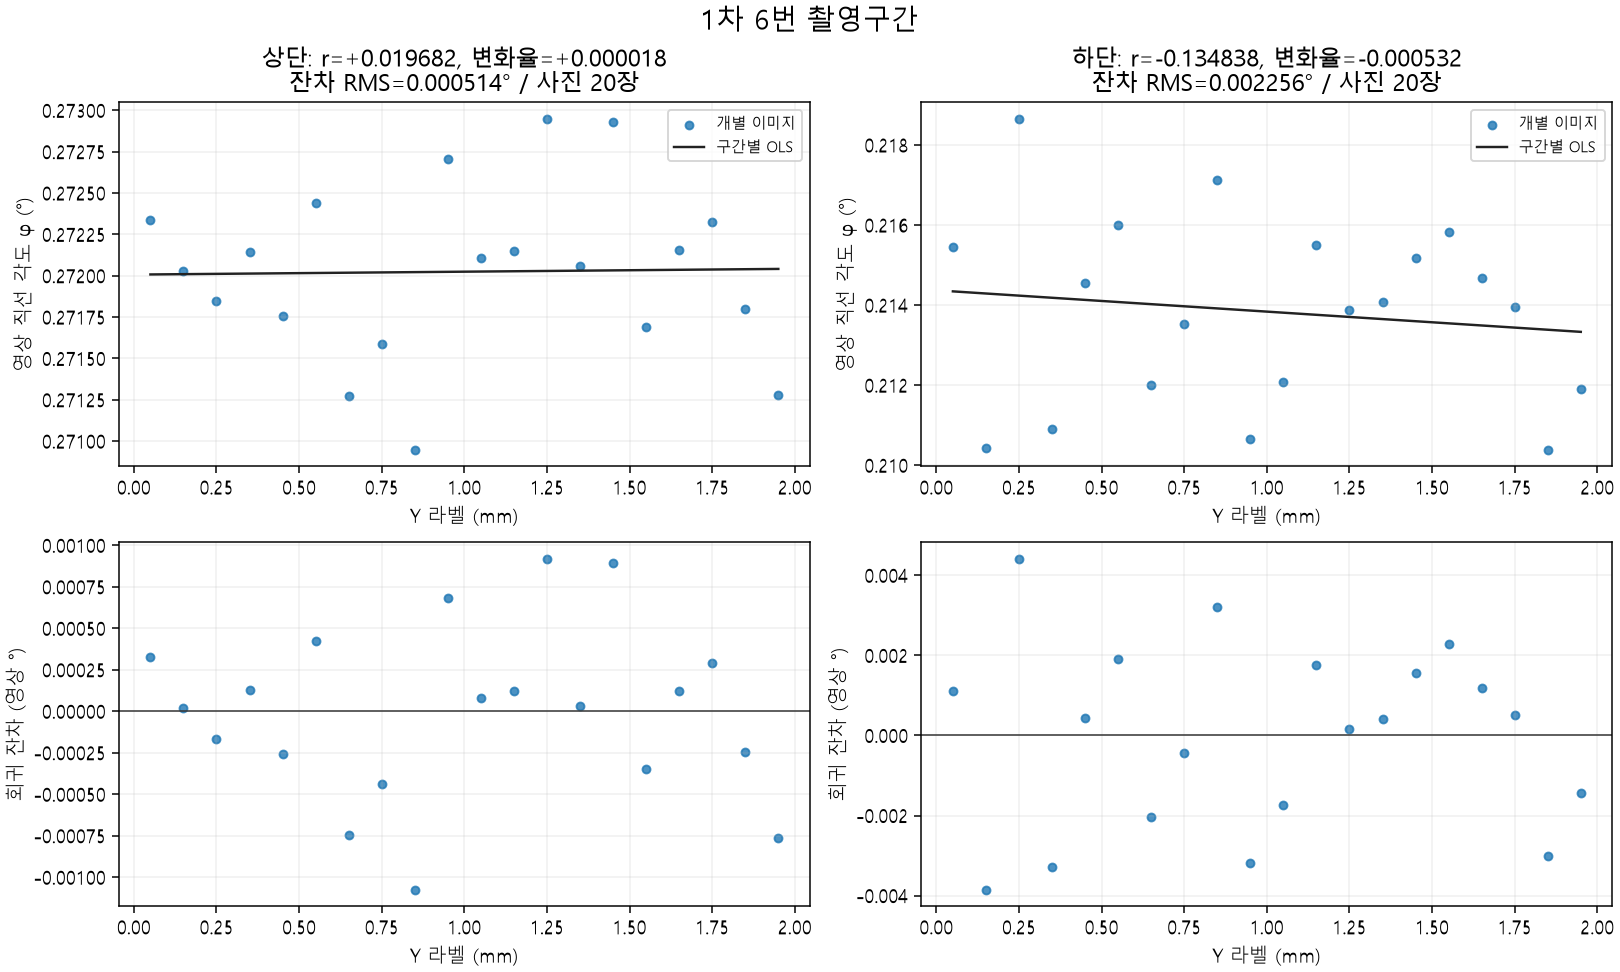 1차 6번 촬영구간
상단: r=+0.019682, 변화율=+0.000018
잔차 RMS=0.000514° / 사진 20장
영상 직선 각도 φ (°)
0.27300
0.27275
0.27250
0.27225
0.27200
0.27175
0.27150
0.27125
0.27100
개별 이미지
구간별 OLS
0.00 0.25 0.50 0.75 1.00 1.25 1.50 1.75 2.00
Y 라벨 (mm)
하단: r=-0.134838, 변화율=-0.000532
잔차 RMS=0.002256° / 사진 20장
영상 직선 각도 φ (°)
0.218
0.216
0.214
0.212
0.210
개별 이미지
구간별 OLS
0.00 0.25 0.50 0.75 1.00 1.25 1.50 1.75 2.00
Y 라벨 (mm)
회귀 잔차 (영상 °)
0.00100
0.00075
0.00050
0.00025
0.00000
-0.00025
-0.00050
-0.00075
-0.00100
0.00 0.25 0.50 0.75 1.00 1.25 1.50 1.75 2.00
Y 라벨 (mm)
회귀 잔차 (영상 °)
0.004
0.002
0.000
-0.002
-0.004
0.00 0.25 0.50 0.75 1.00 1.25 1.50 1.75 2.00
Y 라벨 (mm)